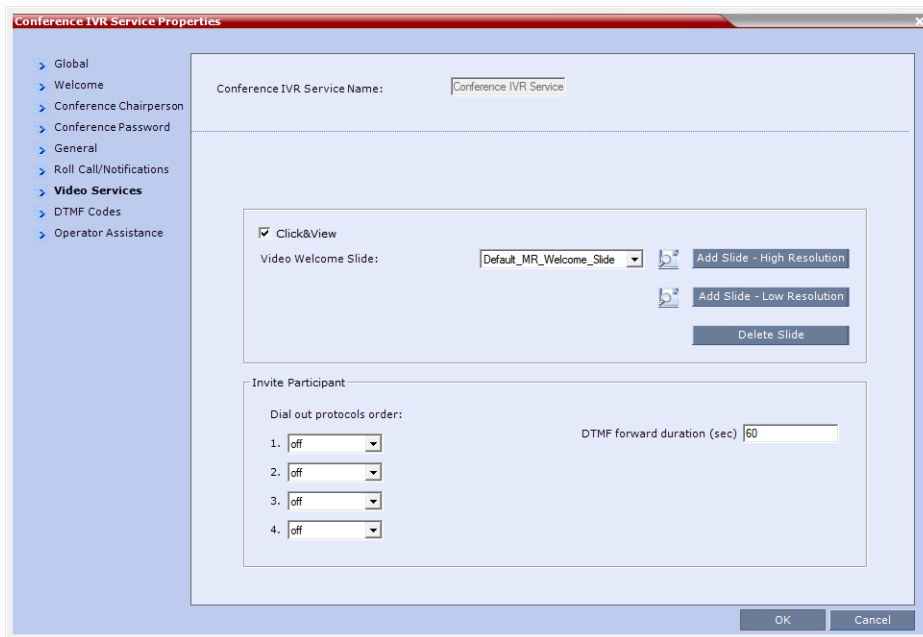 Conference IVR Service Properties
Global
Welcome
Conference Chairperson
Conference Password
General
Roll Call/Notifications
Video Services
DTMF Codes
Operator Assistance
Conference IVR Service Name: Conference IVR Service
Click&View
Video Welcome Slide: Default_MR_Welcome_Slide Add Slide - High Resolution
Add Slide - Low Resolution
Delete Slide
Invite Participant
Dial out protocols order:
DTMF forward duration (sec) 60
1. off
2. off
3. off
4. off
OK Cancel